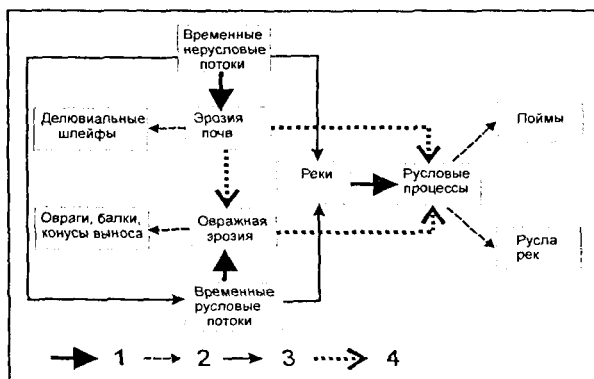 Временные
нерусловые
потоки
Делювиальные
шлейфы
Эрозия
почв
Поймы
Реки
Русловые
процессы
Овраги, балки,
конусы выноса
Овражная
эрозия
Русла
рек
Временные
русловые
потоки
1 2 3 4